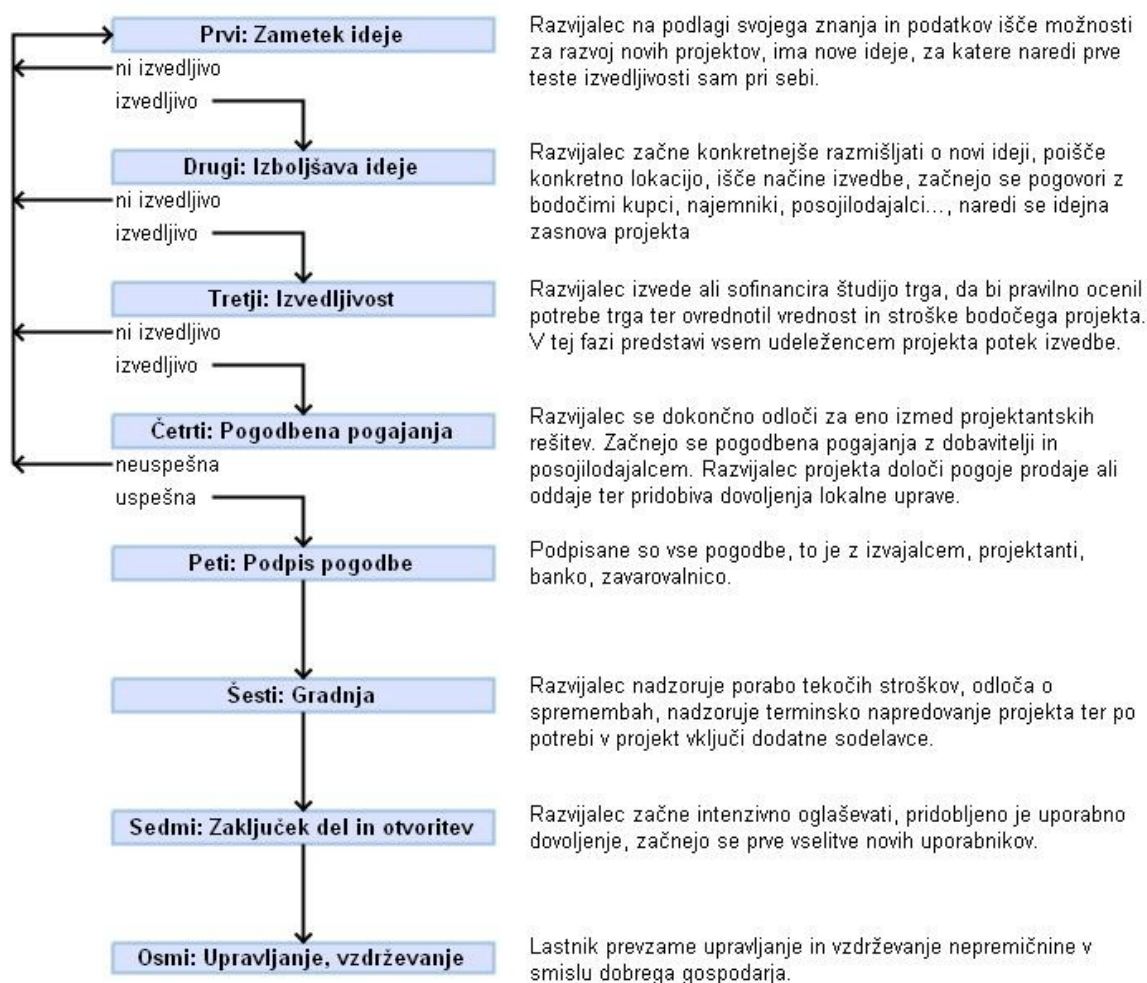 Prvi: Zametek ideje
Razvijalec na podlagi svojega znanja in podatkov išče možnosti
za razvoj novih projektov, ima nove ideje, za katere naredi prve
teste izvedljivosti sam pri sebi.
ni izvedljivo
izvedljivo
Drugi: Izboljšava ideje
Razvijalec začne konkretnejše razmišljati o novi ideji, poišče
konkretno lokacijo, išče načine izvedbe, začnejo se pogovori z
bodočimi kupci, najemniki, posojilodajalci..., naredi se idejna
zasnova projekta
ni izvedljivo
izvedljivo
Tretji: Izvedljivost
Razvijalec izvede ali sofinancira študijo trga, da bi pravilno ocenil
potrebe trga ter ovrednotil vrednost in stroške bodočega projekta.
V tej fazi predstavi vsem udeležencem projekta potek izvedbe.
ni izvedljivo
izvedljivo
Četrti: Pogodbena pogajanja
Razvijalec se dokončno odloči za eno izmed projektantskih
rešitev. Začnejo se pogodbena pogajanja z dobavitelji in
posojilodajalcem. Razvijalec projekta določi pogoje prodaje ali
oddaje ter pridobiva dovoljenja lokalne uprave.
neuspešna
uspešna
Peti: Podpis pogodbe
Podpisane so vse pogodbe, to je z izvajalcem, projektanti,
banko, zavarovalnico.
Šesti: Gradnja
Razvijalec nadzoruje porabo tekočih stroškov, odloča o
spremembah, nadzoruje terminsko napredovanje projekta ter po
potrebi v projekt vključi dodatne sodelavce.
Sedmi: Zaključek del in otvoritev
Razvijalec začne intenzivno oglaševati, pridobljeno je uporabno
dovoljenje, začnejo se prve vselitve novih uporabnikov.
Osmi: Upravljanje, vzdrževanje
Lastnik prevzame upravljanje in vzdrževanje nepremičnine v
smislu dobrega gospodarja.